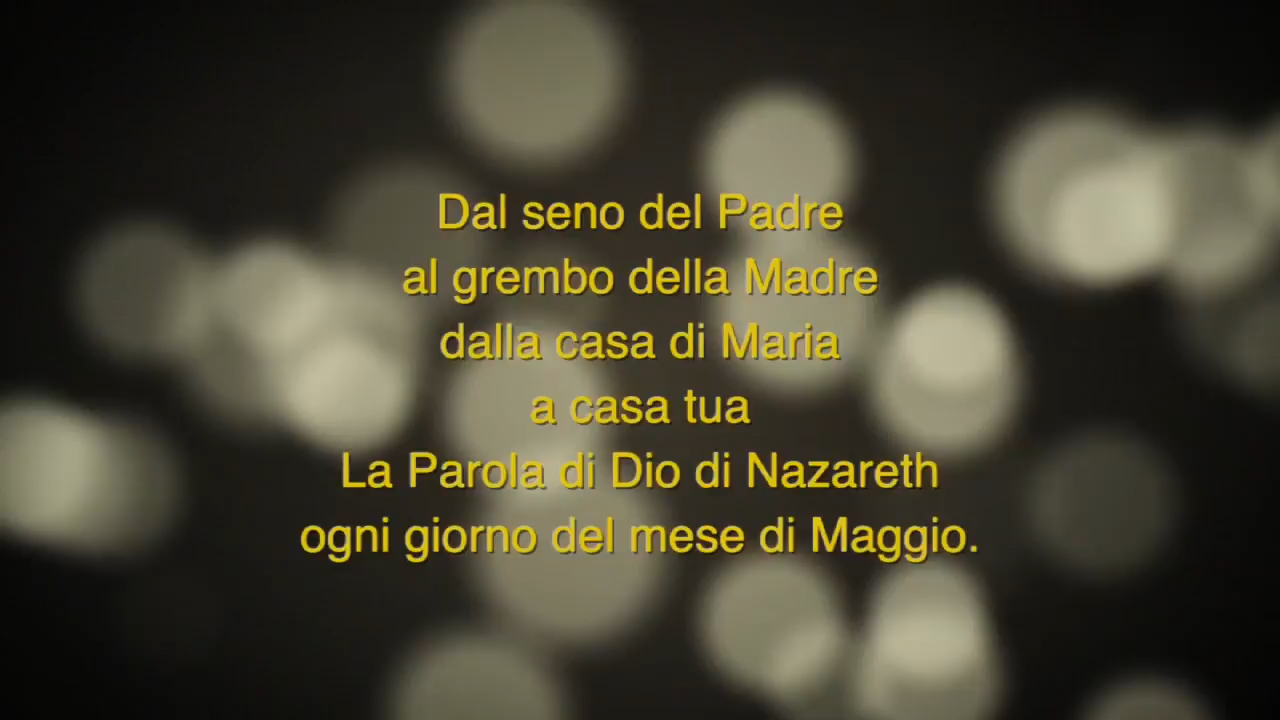 Dal seno del Padre
al grembo della Madre
dalla casa di Maria
a casa tua
La Parola di Dio di Nazareth
ogni giorno del mese di Maggio.